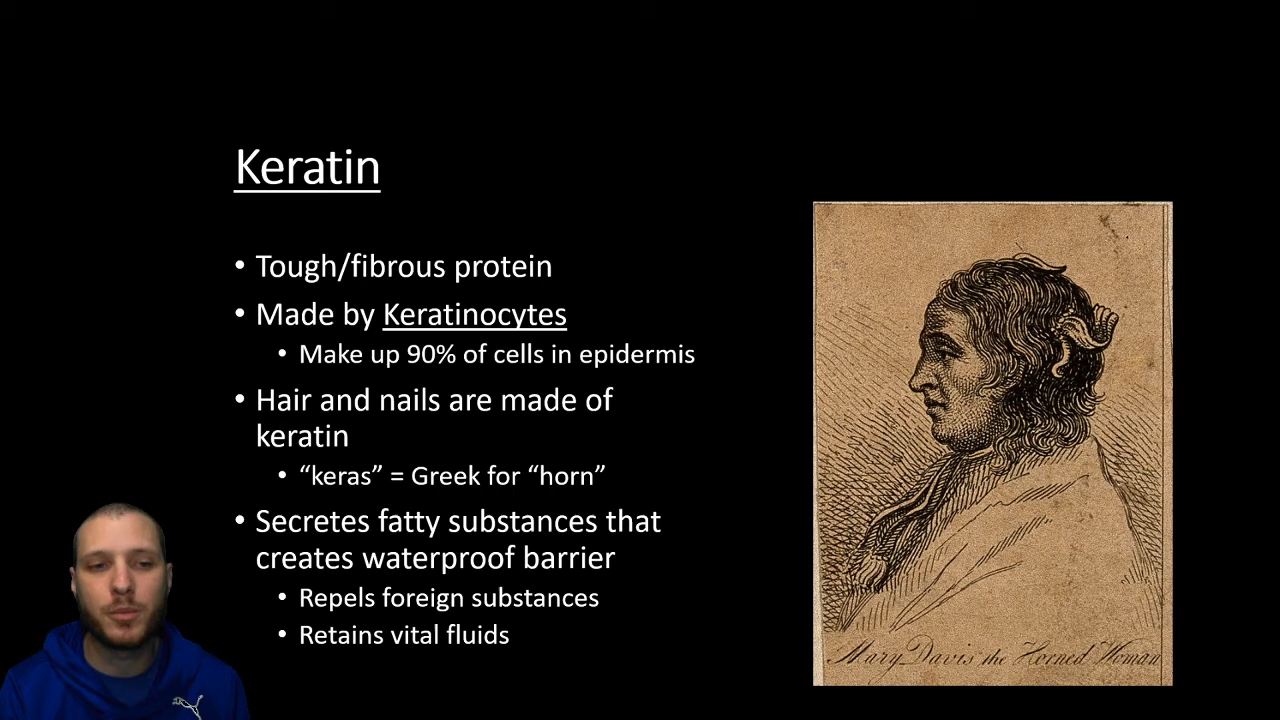 Keratin
• Tough/fibrous protein
• Made by Keratinocytes
• Make up 90% of cells in epidermis
• Hair and nails are made of
keratin
• “keras” = Greek for “horn”
• Secretes fatty substances that
creates waterproof barrier
• Repels foreign substances
• Retains vital fluids
Mary Davis the Horned Woman